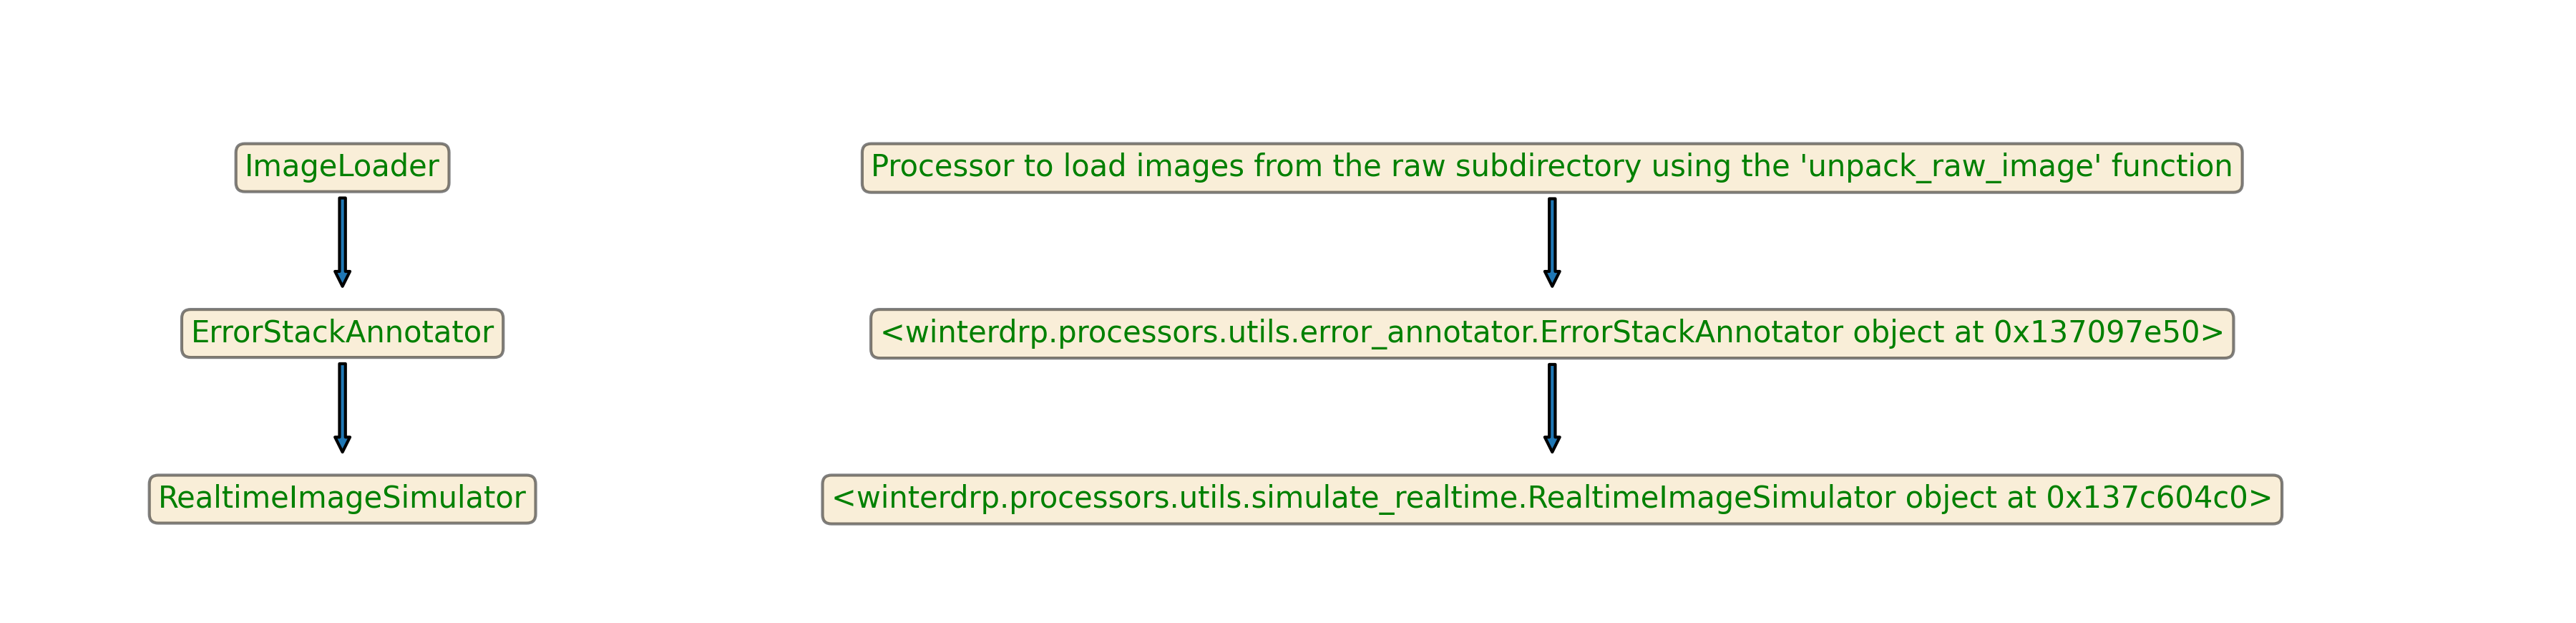 ImageLoader
Processor to load images from the raw subdirectory using the 'unpack_raw_image' function
ErrorStackAnnotator
<winterdrp.processors.utils.error_annotator.ErrorStackAnnotator object at 0x137097e50>
RealtimeImageSimulator
<winterdrp.processors.utils.simulate_realtime.RealtimeImageSimulator object at 0x137c604c0>